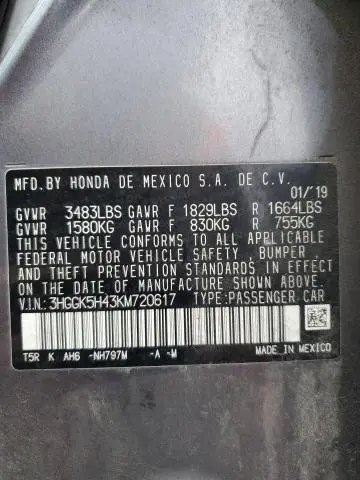 MFD.BY HONDA DE MEXICO S.A. DE C.V.
01/'19
GVWR 3483LBS GAWR F 1829LBS R 1664LBS
GVWR 1580KG GAWR F 830KG R 755KG
THIS VEHICLE CONFORMS TO ALL APPLICABLE
FEDERAL MOTOR VEHICLE SAFETY, BUMPER,
AND THEFT PREVENTION STANDARDS IN EFFECT
ON THE DATE OF MANUFACTURE SHOWN ABOVE.
V.I.N:3HGGK5H43KM720617 TYPE:PASSENGER CAR
T5R K AH6 -NH797M -A -M
MADE IN MEXICO